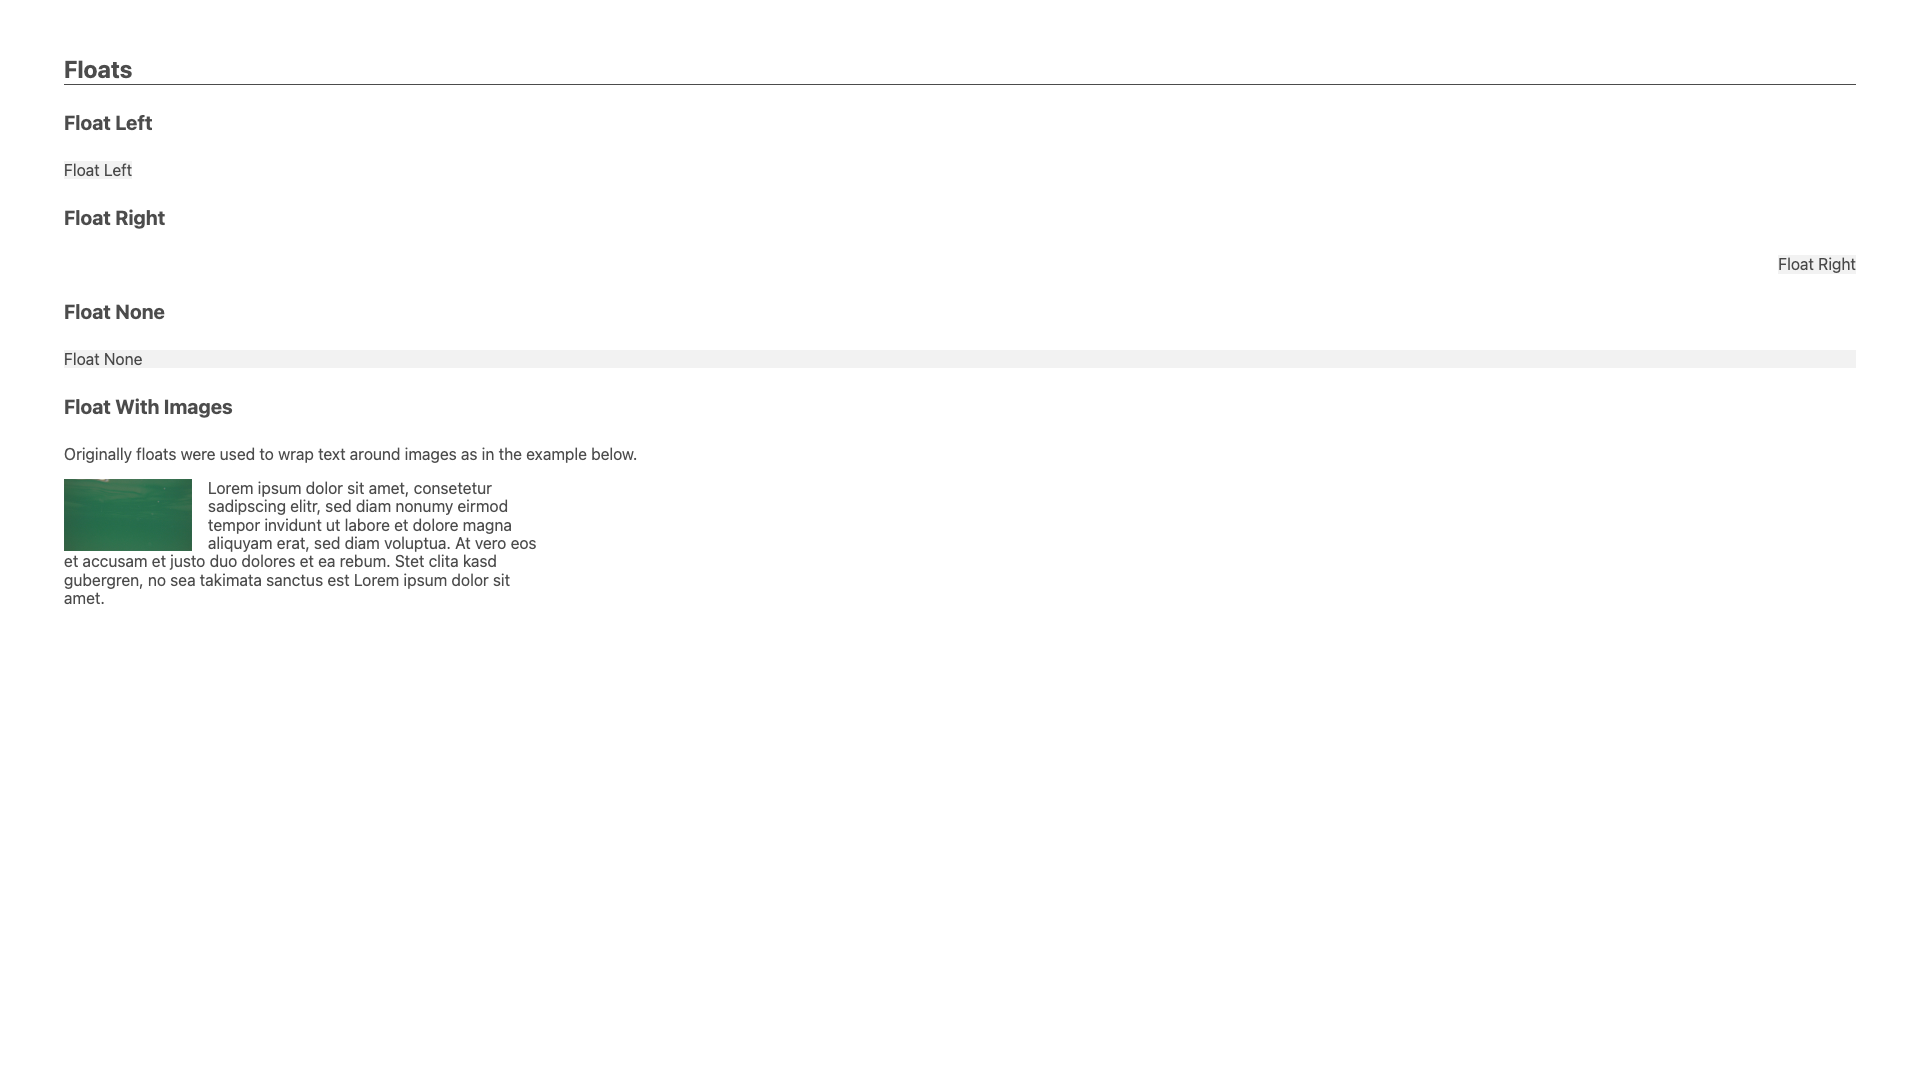 Floats
Float Left
Float Left
Float Right
Float Right
Float None
Float None
Float With Images
Originally floats were used to wrap text around images as in the example below.
Lorem ipsum dolor sit amet, consetetur
sadipscing elitr, sed diam nonumy eirmod
tempor invidunt ut labore et dolore magna
aliquyam erat, sed diam voluptua. At vero eos
et accusam et justo duo dolores et ea rebum. Stet clita kasd
gubergren, no sea takimata sanctus est Lorem ipsum dolor sit
amet.